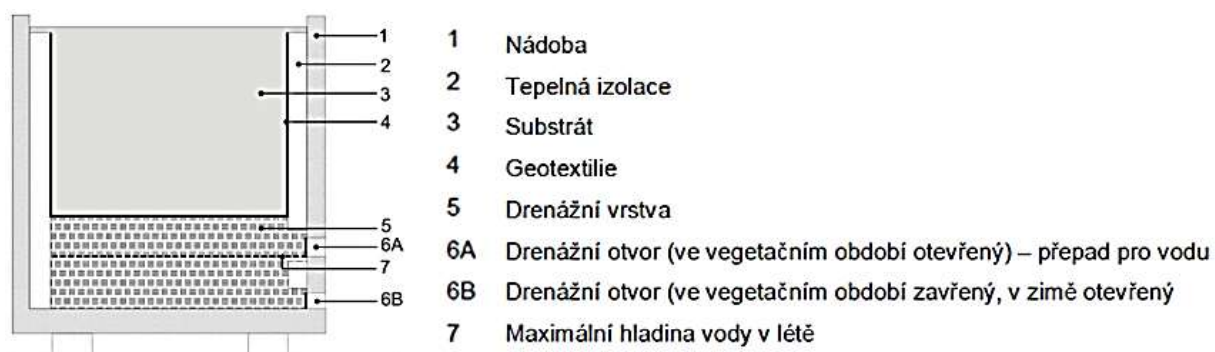 1
2
3
4
5
6A
7
6B
1 Nádoba
2 Tepelná izolace
3 Substrát
4 Geotextilie
5 Drenážní vrstva
6A Drenážní otvor (ve vegetačním období otevřený) – přepad pro vodu
6B Drenážní otvor (ve vegetačním období zavřený, v zimě otevřený
7 Maximální hladina vody v létě